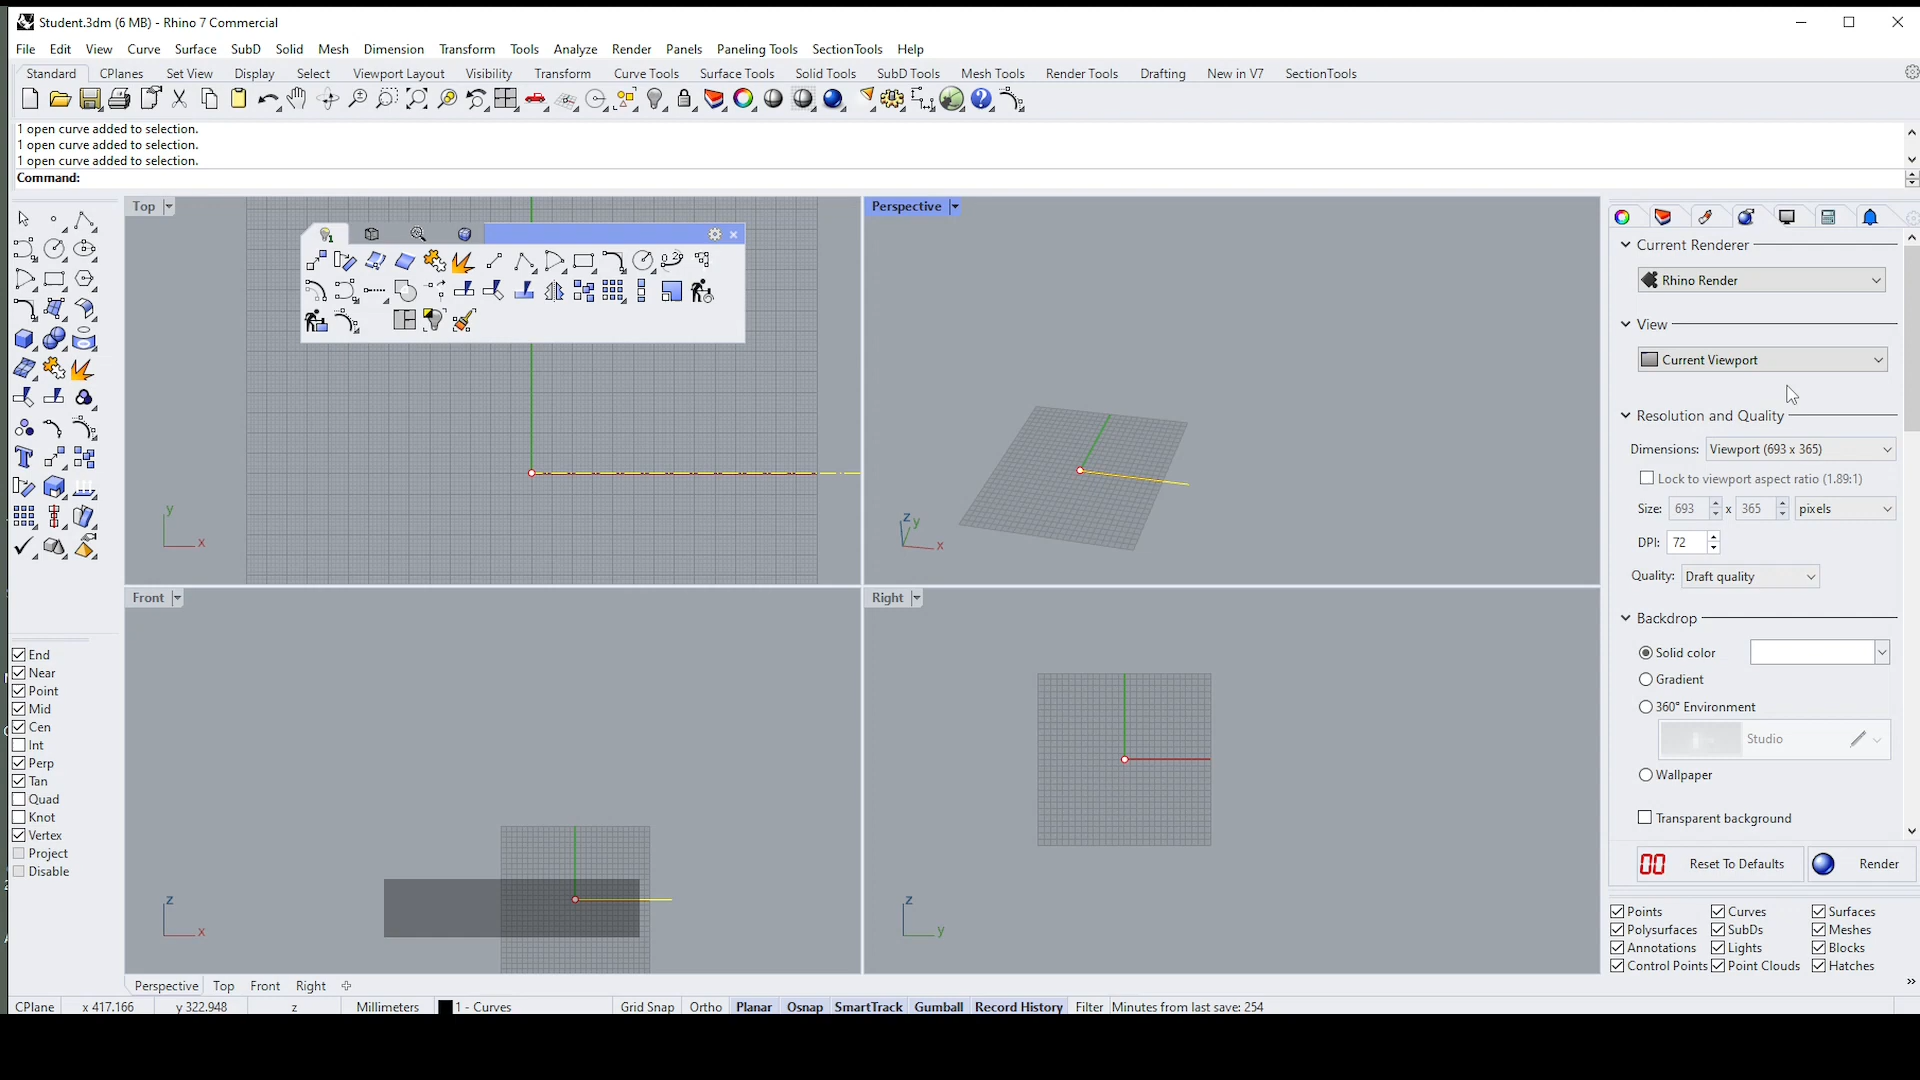 Student.3dm (6 MB) - Rhino 7 Commercial
File Edit View Curve Surface SubD Solid Mesh Dimension Transform Tools Analyze Render Panels Paneling Tools SectionTools Help
Standard CPlanes Set View Display Select Viewport Layout Visibility Transform Curve Tools Surface Tools Solid Tools SubD Tools Mesh Tools Render Tools Drafting New in V7 SectionTools
1 open curve added to selection.
1 open curve added to selection.
1 open curve added to selection.
Command:
Top
y
x
Perspective
z y
x
Front
z
x
Right
z
y
End
Near
Point
Mid
Cen
Int
Perp
Tan
Quad
Knot
Vertex
Project
Disable
Current Renderer
Rhino Render
View
Current Viewport
Resolution and Quality
Dimensions: Viewport (693 x 365)
Lock to viewport aspect ratio (1.89:1)
Size: 693 x 365 pixels
DPI: 72
Quality: Draft quality
Backdrop
Solid color
Gradient
360° Environment
Studio
Wallpaper
Transparent background
Reset To Defaults Render
Points Curves Surfaces
Polysurfaces SubDs Meshes
Annotations Lights Blocks
Control Points Point Clouds Hatches
Perspective Top Front Right
CPlane x 417.166 y 322.948 z Millimeters 1 - Curves Grid Snap Ortho Planar Osnap SmartTrack Gumball Record History Filter Minutes from last save: 254